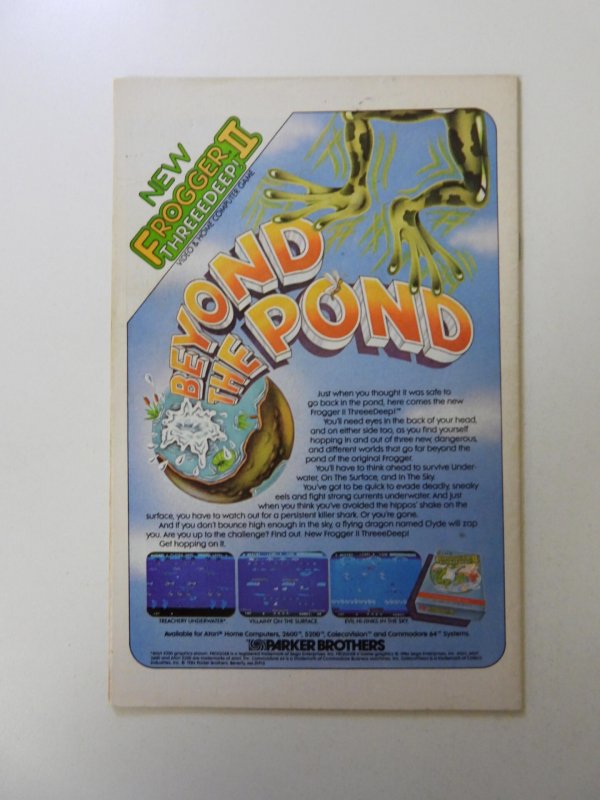 NEW
FROGGER II
THREEEDEEP!
VIDEO & HOME COMPUTER GAME
BEYOND
THE POND
Just when you thought it was safe to
go back in the pond, here comes the new
Frogger II ThreeeDeep!™
You'll need eyes in the back of your head,
and on either side too, as you find yourself
hopping in and out of three new, dangerous,
and different worlds that go far beyond the
pond of the original Frogger.
You'll have to think ahead to survive Under-
water, On The Surface, and In The Sky.
You've got to be quick to evade deadly, sneaky
eels and fight strong currents underwater. And just
when you think you've avoided the hippos' shake on the
surface, you have to watch out for a persistent killer shark. Or you're gone.
And if you don't bounce high enough in the sky, a flying dragon named Clyde will zap
you. Are you up to the challenge? Find out. New Frogger II ThreeeDeep!
Get hopping on it.
TREACHERY UNDERWATER*
VILLAINY ON THE SURFACE
EVIL HI-JINKS IN THE SKY
Available for Atari® Home Computers, 2600™, 5200™, ColecoVision™ and Commodore 64™ Systems.
PARKER BROTHERS